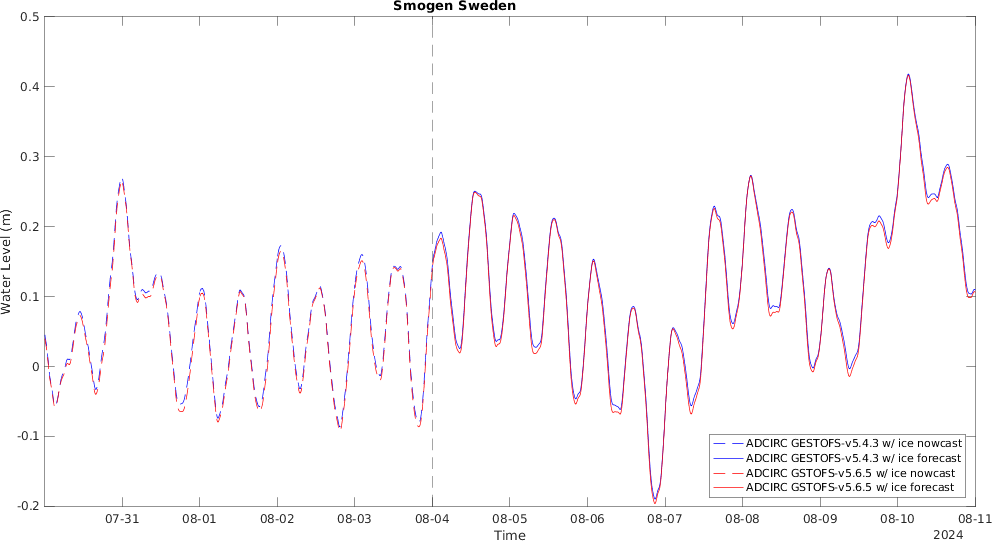 Smogen Sweden
0.5
0.4
0.3
0.2
0.1
0
-0.1
-0.2
Water Level (m)
ADCIRC GESTOFS-v5.4.3 w/ ice nowcast
ADCIRC GESTOFS-v5.4.3 w/ ice forecast
ADCIRC GSTOFS-v5.6.5 w/ ice nowcast
ADCIRC GSTOFS-v5.6.5 w/ ice forecast
07-31 08-01 08-02 08-03 08-04 08-05 08-06 08-07 08-08 08-09 08-10 08-11
Time
2024